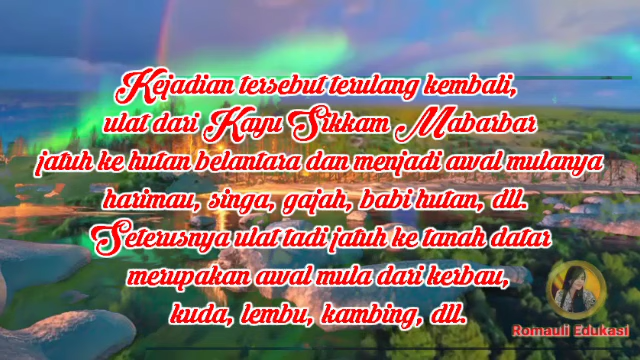 Kejadian tersebut terulang kembali,
ulat dari Kayu Sikkam Mabarbar
jatuh ke hutan belantara dan menjadi awal mulanya
harimau, singa, gajah, babi hutan, dll.
Seterusnya ulat tadi jatuh ke tanah datar
merupakan awal mula dari kerbau,
kuda, lembu, kambing, dll.
Romauli Edukasi